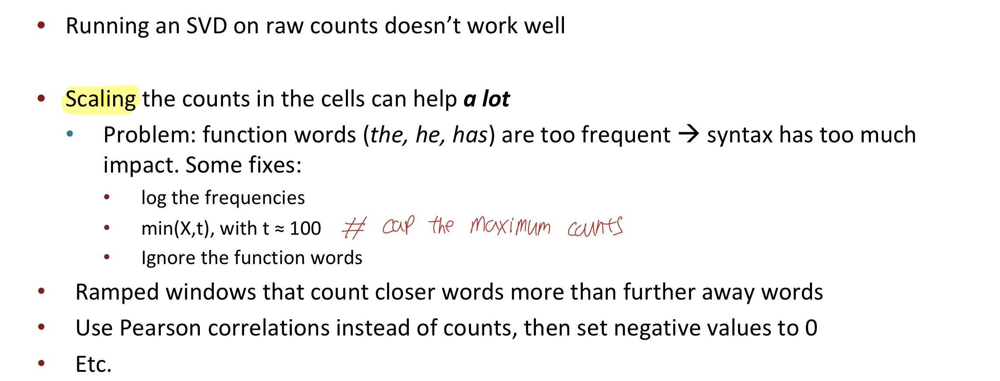 • Running an SVD on raw counts doesn’t work well
• Scaling the counts in the cells can help a lot
• Problem: function words (the, he, has) are too frequent → syntax has too much
impact. Some fixes:
• log the frequencies
• min(X,t), with t ≈ 100 # cap the maximum counts
• Ignore the function words
• Ramped windows that count closer words more than further away words
• Use Pearson correlations instead of counts, then set negative values to 0
• Etc.